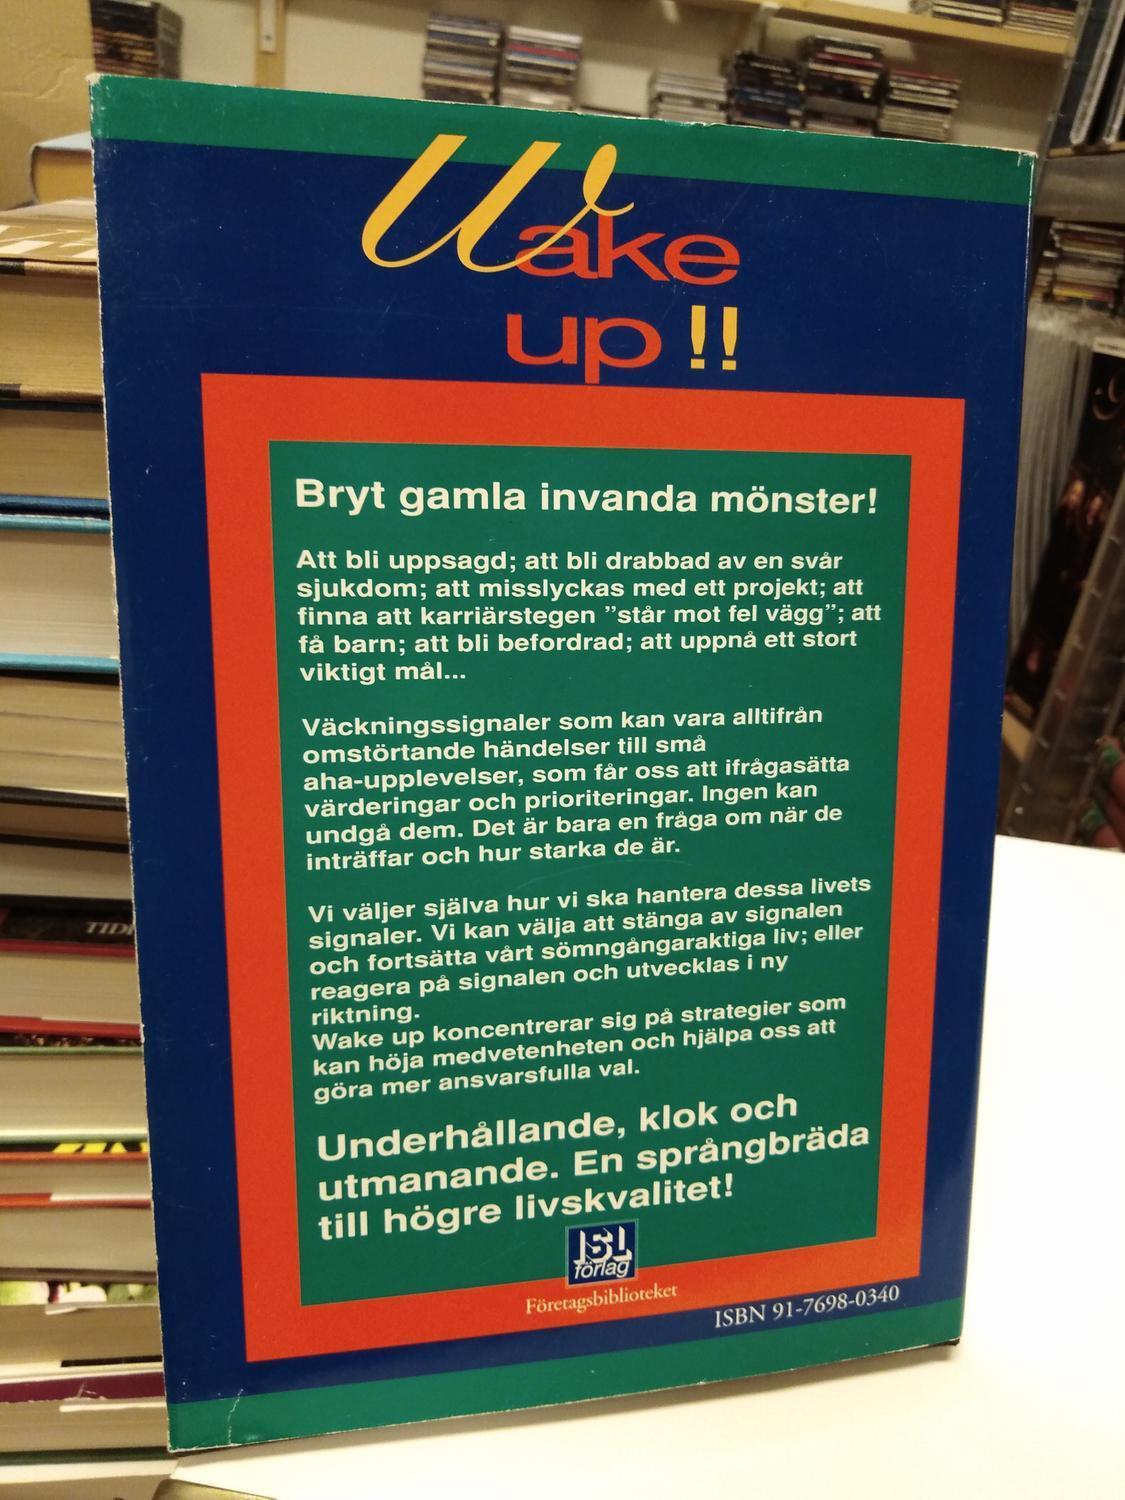 Wake
up !!
Bryt gamla invanda mönster!
Att bli uppsagd; att bli drabbad av en svår
sjukdom; att misslyckas med ett projekt; att
finna att karriärstegen ”står mot fel vägg”; att
få barn; att bli befordrad; att uppnå ett stort
viktigt mål...
Väckningssignaler som kan vara alltifrån
omstörtande händelser till små
aha-upplevelser, som får oss att ifrågasätta
värderingar och prioriteringar. Ingen kan
undgå dem. Det är bara en fråga om när de
inträffar och hur starka de är.
Vi väljer själva hur vi ska hantera dessa livets
signaler. Vi kan välja att stänga av signalen
och fortsätta vårt sömngångaraktiga liv; eller
reagera på signalen och utvecklas i ny
riktning.
Wake up koncentrerar sig på strategier som
kan höja medvetenheten och hjälpa oss att
göra mer ansvarsfulla val.
Underhållande, klok och
utmanande. En språngbräda
till högre livskvalitet!
ISL
förlag
Företagsbiblioteket
ISBN 91-7698-0340